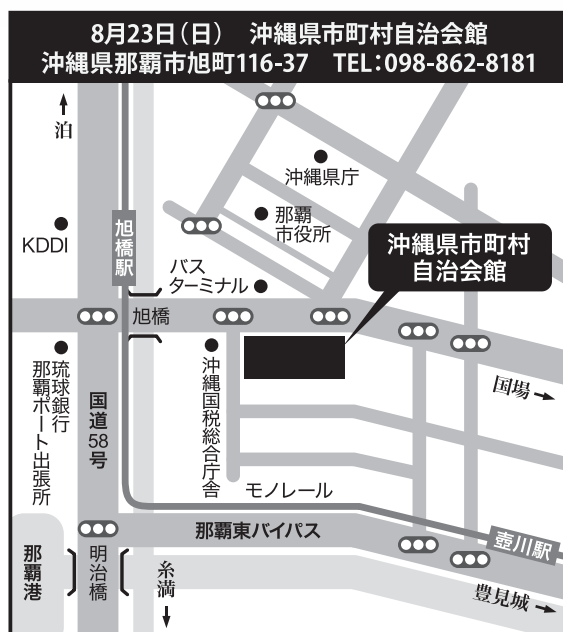 8月23日（日）　沖縄県市町村自治会館
沖縄県那覇市旭町116-37　TEL：098-862-8181
↑
泊
沖縄県庁
那覇
市役所
KDDI
旭橋駅
沖縄県市町村
自治会館
バス
ターミナル
旭橋
琉球銀行
那覇ポート出張所
国道58号
沖縄国税総合庁舎
国場
→
モノレール
那覇東バイパス
壺川駅
那覇港
明治橋
糸満
↓
豊見城
→